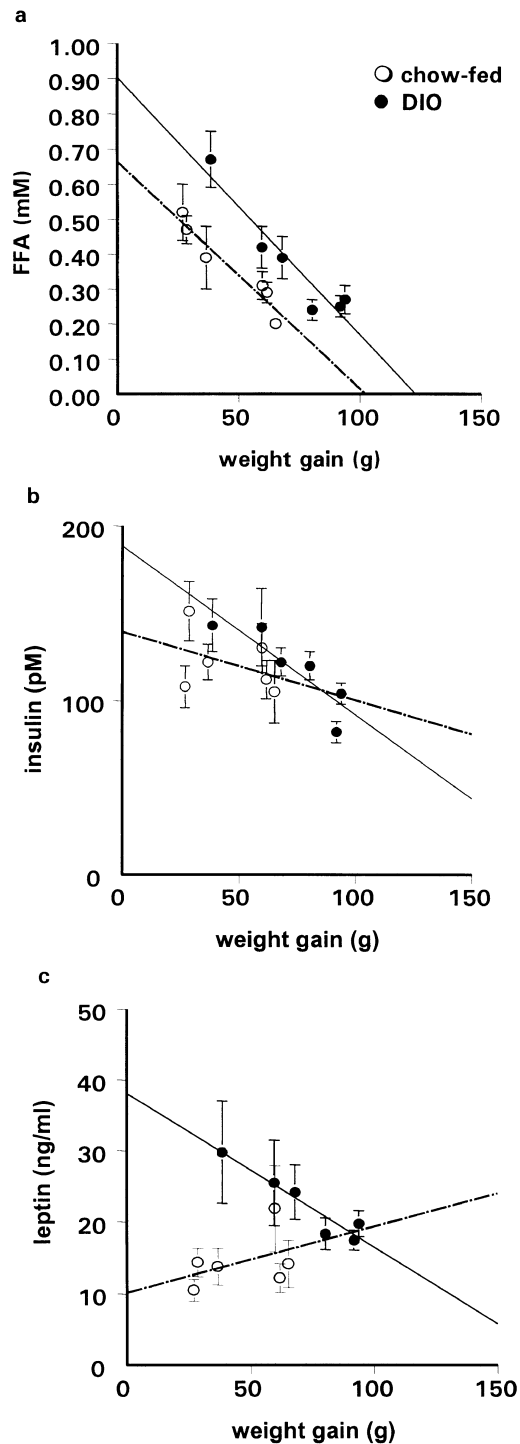 a
1.00
0.90
0.80
0.70
0.60
0.50
0.40
0.30
0.20
0.10
0.00
FFA (mM)
chow-fed
DIO
0 50 100 150
weight gain (g)
b
200
100
0
insulin (pM)
0 50 100 150
weight gain (g)
c
50
40
30
20
10
0
leptin (ng/ml)
0 50 100 150
weight gain (g)